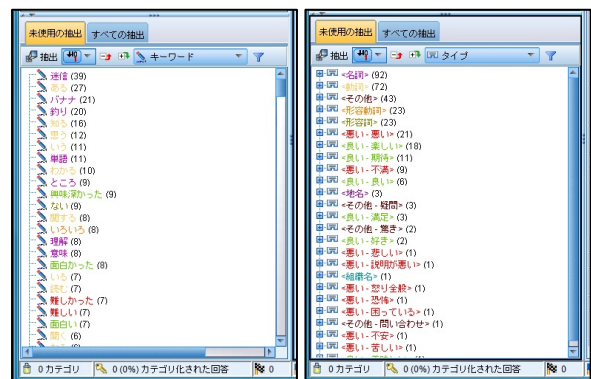 未使用の抽出 すべての抽出
抽出 キーワード
迷信 (39)
ある (27)
バナナ (21)
釣り (20)
知る (16)
思う (12)
いう (11)
単語 (11)
わかる (10)
ところ (9)
興味深かった (9)
ない (9)
関する (8)
いろいろ (8)
理解 (8)
意味 (8)
面白かった (8)
いる (7)
読む (7)
難しかった (7)
難しい (7)
面白い (7)
聞く (6)
0 カテゴリ 0 (0%) カテゴリ化された回答 0
未使用の抽出 すべての抽出
抽出 タイプ
<名詞> (92)
<動詞> (72)
<その他> (43)
<形容動詞> (23)
<形容詞> (23)
<悪い - 悪い> (21)
<良い - 楽しい> (18)
<良い - 期待> (11)
<悪い - 不満> (9)
<良い - 良い> (6)
<地名> (3)
<その他 - 疑問> (3)
<良い - 満足> (3)
<その他 - 驚き> (2)
<良い - 好き> (2)
<悪い - 悲しい> (1)
<悪い - 説明が悪い> (1)
<組織名> (1)
<悪い - 怒り全般> (1)
<悪い - 恐怖> (1)
<悪い - 困っている> (1)
<その他 - 問い合わせ> (1)
<悪い - 不安> (1)
<悪い - 苦しい> (1)
0 カテゴリ 0 (0%) カテゴリ化された回答 0